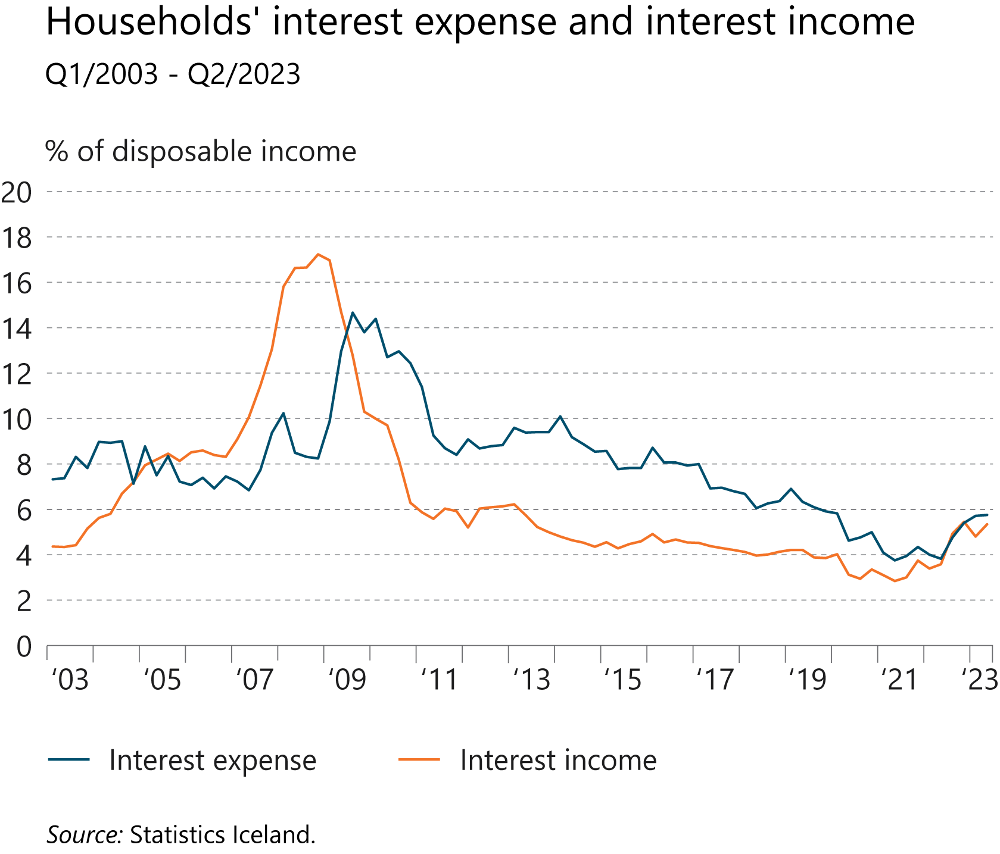 Households' interest expense and interest income
Q1/2003 - Q2/2023
% of disposable income
20
18
16
14
12
10
8
6
4
2
0
‘03 ‘05 ‘07 ‘09 ‘11 ‘13 ‘15 ‘17 ‘19 ‘21 ‘23
Interest expense Interest income
Source: Statistics Iceland.